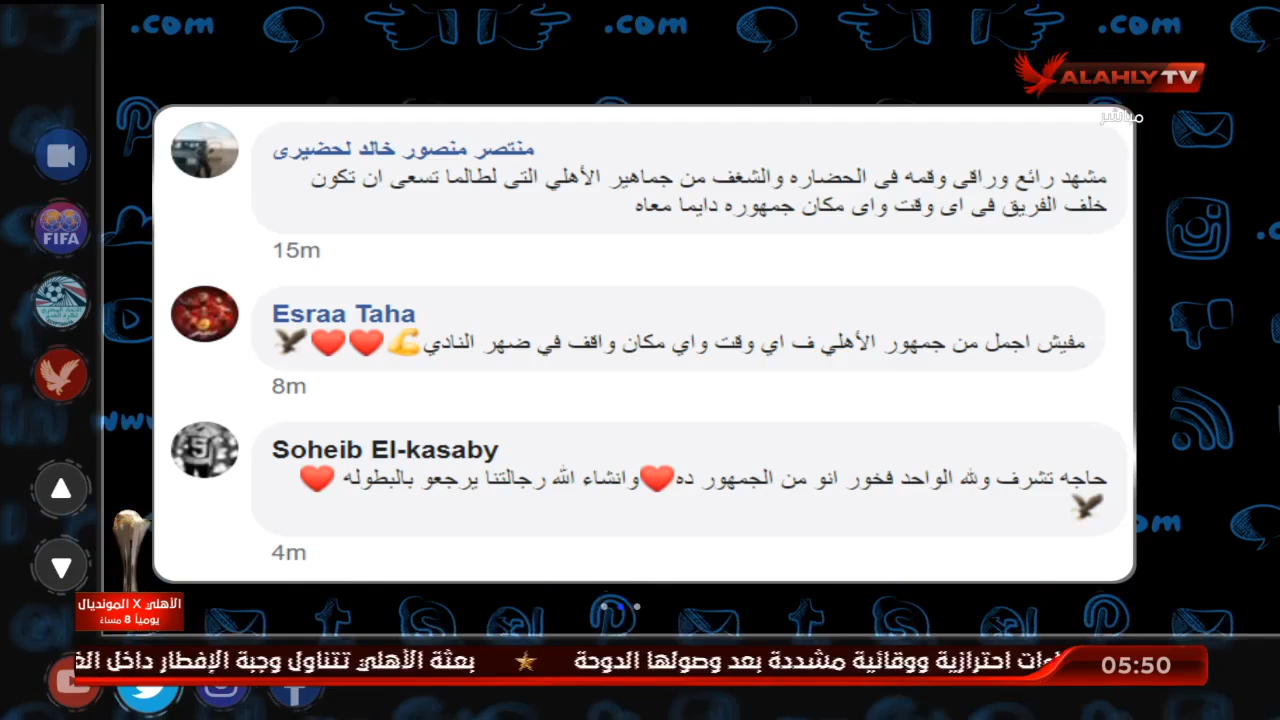 .com
.com
.com
ALAHLY TV
مباشر
منتصر منصور خالد لحضيرى
مشهد رائع وراقى وقمه فى الحضاره والشغف من جماهير الأهلي التى لطالما تسعى ان تكون
خلف الفريق فى اى وقت واى مكان جمهوره دايما معاه
15m
FIFA
Esraa Taha
مفيش اجمل من جمهور الأهلي ف اي وقت واي مكان واقف في ضهر النادي💪❤️❤️🦅
8m
Soheib El-kasaby
حاجه تشرف ولله الواحد فخور انو من الجمهور ده❤️وانشاء الله رجالتنا يرجعو بالبطوله ❤️
🦅
4m
الأهلي X المونديال
يومياً 8 مساءً
احترازية ووقائية مشددة بعد وصولها الدوحة ★ بعثة الأهلي تتناول وجبة الإفطار داخل
05:50